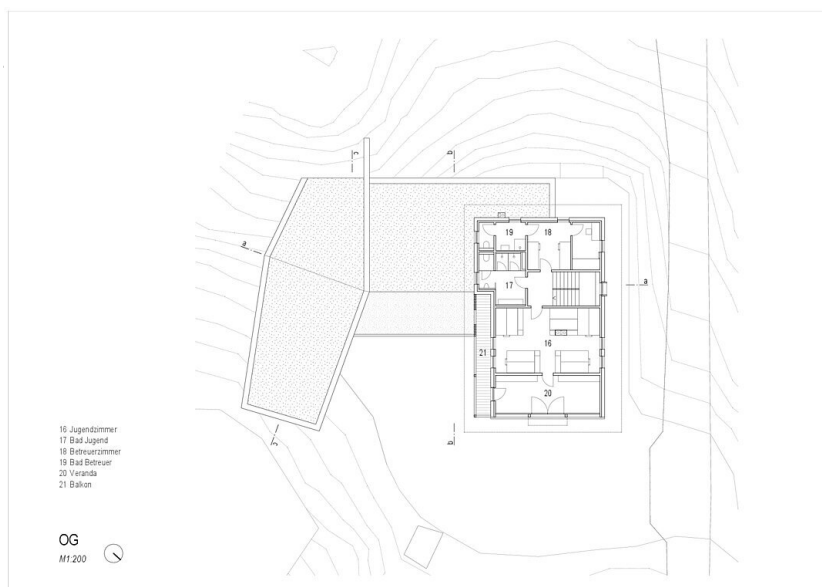 c
b
19
18
a
17
a
16
21
20
b
c
16 Jugendzimmer
17 Bad Jugend
18 Betreuerzimmer
19 Bad Betreuer
20 Veranda
21 Balkon
OG
M1:200